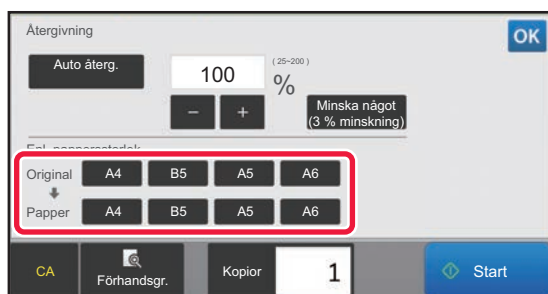 Återgivning
OK
Auto återg.
100
(25~200)
%
−
+
Minska något
(3 % minskning)
Original
A4
B5
A5
A6
Papper
A4
B5
A5
A6
CA
Förhandsgr.
Kopior
1
Start